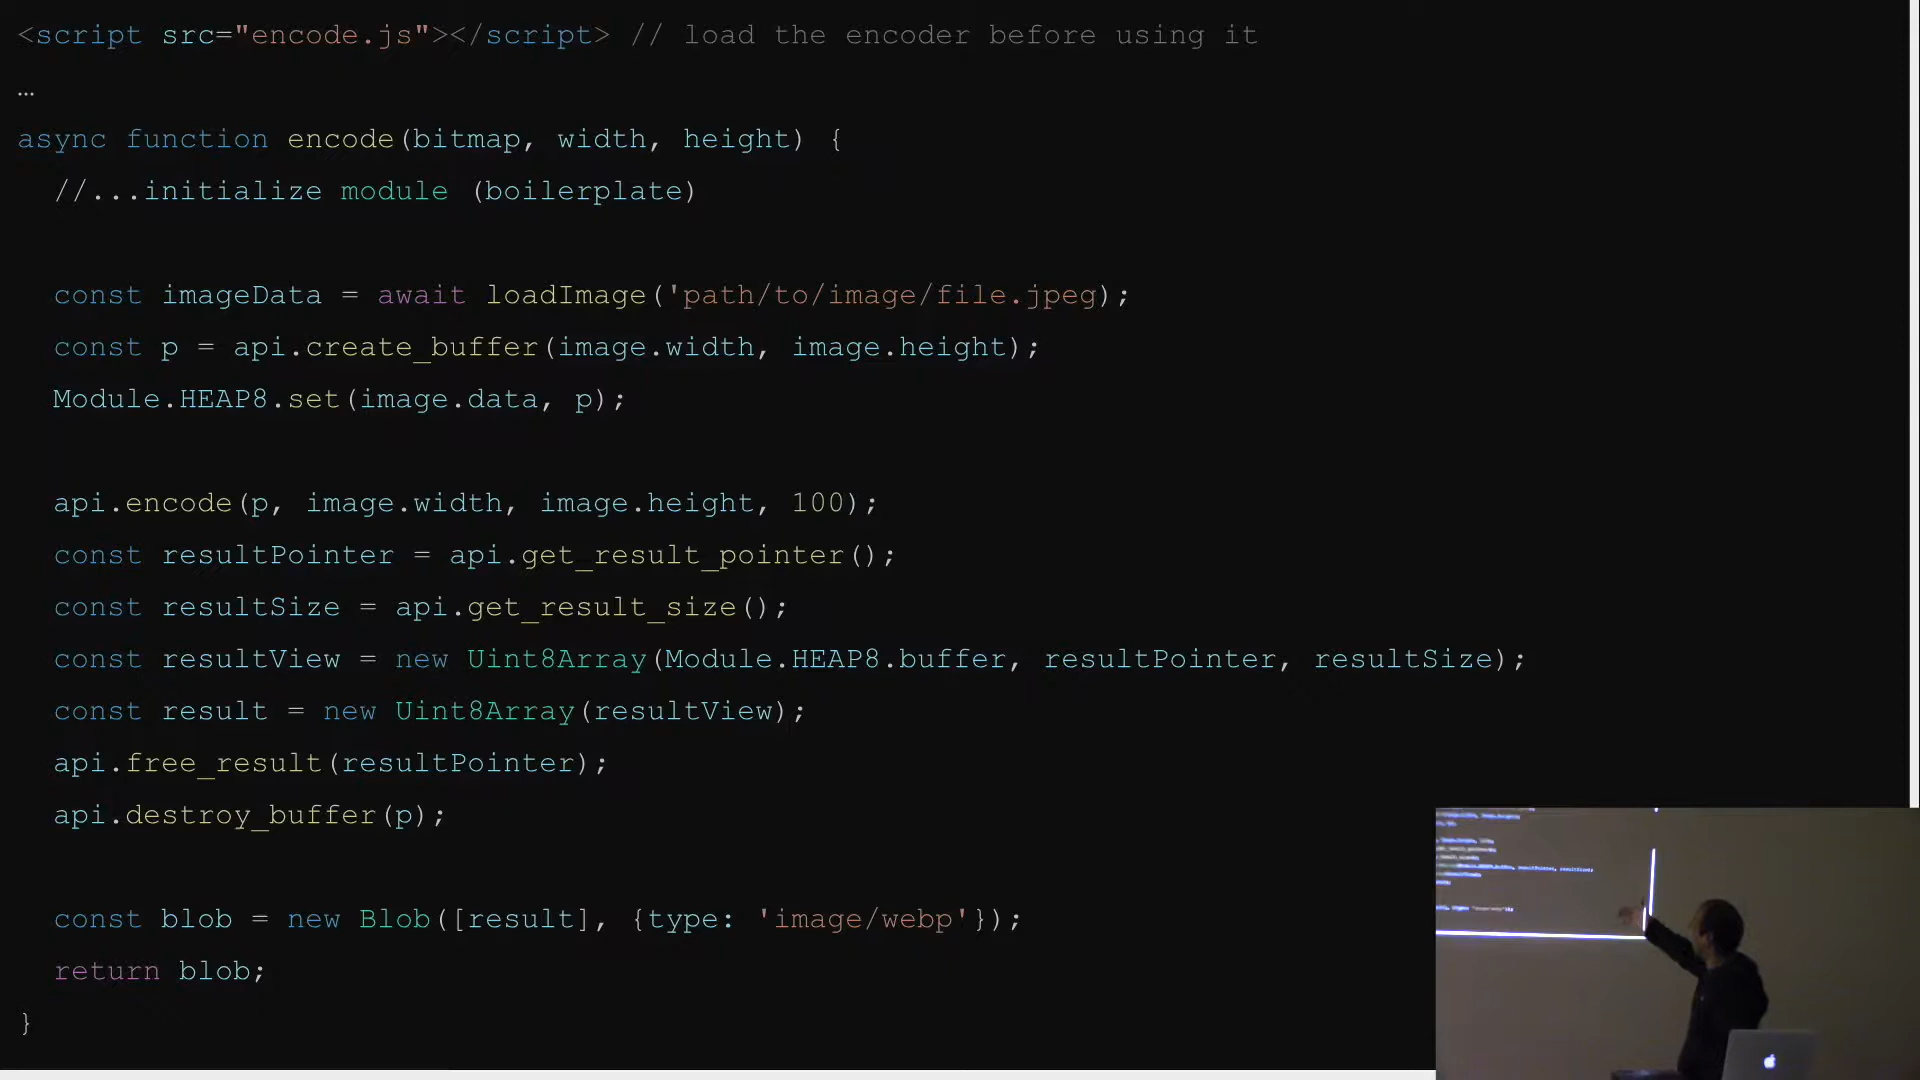 <script src="encode.js"></script> // load the encoder before using it
…
async function encode(bitmap, width, height) {
//...initialize module (boilerplate)
const imageData = await loadImage('path/to/image/file.jpeg);
const p = api.create_buffer(image.width, image.height);
Module.HEAP8.set(image.data, p);
api.encode(p, image.width, image.height, 100);
const resultPointer = api.get_result_pointer();
const resultSize = api.get_result_size();
const resultView = new Uint8Array(Module.HEAP8.buffer, resultPointer, resultSize);
const result = new Uint8Array(resultView);
api.free_result(resultPointer);
api.destroy_buffer(p);
const blob = new Blob([result], {type: 'image/webp'});
return blob;
}